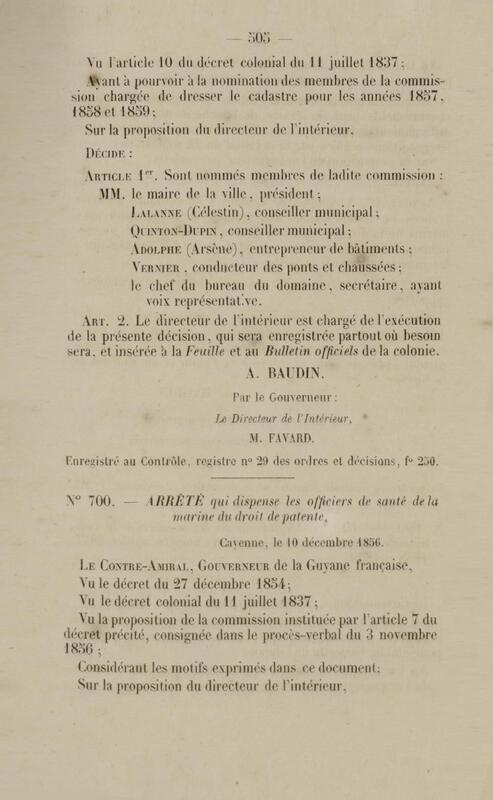 — 505 —
Vu l'article 10 du décret colonial du 11 juillet 1837;
Ayant à pourvoir à la nomination des membres de la commis-
sion chargée de dresser le cadastre pour les années 1857,
1858 et 1859;
Sur la proposition du directeur de l'intérieur,
DÉCIDE :
ARTICLE 1er. Sont nommés membres de ladite commission :
MM. le maire de la ville, président;
LALANNE (Célestin), conseiller municipal;
QUINTON-DUPIN, conseiller municipal;
ADOLPHE (Arsène), entrepreneur de bâtiments;
VERNIER, conducteur des ponts et chaussées;
le chef du bureau du domaine, secrétaire, ayant
voix représentative.
ART. 2. Le directeur de l'intérieur est chargé de l'exécution
de la présente décision, qui sera enregistrée partout où besoin
sera, et insérée à la Feuille et au Bulletin officiels de la colonie.
A. BAUDIN.
Par le Gouverneur:
Le Directeur de l'Intérieur,
M. FAVARD.
Enregistré au Contrôle, registre n° 29 des ordres et décisions, f° 250.
N° 700. — ARRÊTÉ qui dispense les officiers de santé de la
marine du droit de patente.
Cayenne, le 10 décembre 1856.
LE CONTRE-AMIRAL, GOUVERNEUR de la Guyane française,
Vu le décret du 27 décembre 1854;
Vu le décret colonial du 11 juillet 1837;
Vu la proposition de la commission instituée par l'article 7 du
décret précité, consignée dans le procès-verbal du 3 novembre
1856;
Considérant les motifs exprimés dans ce document;
Sur la proposition du directeur de l'intérieur,